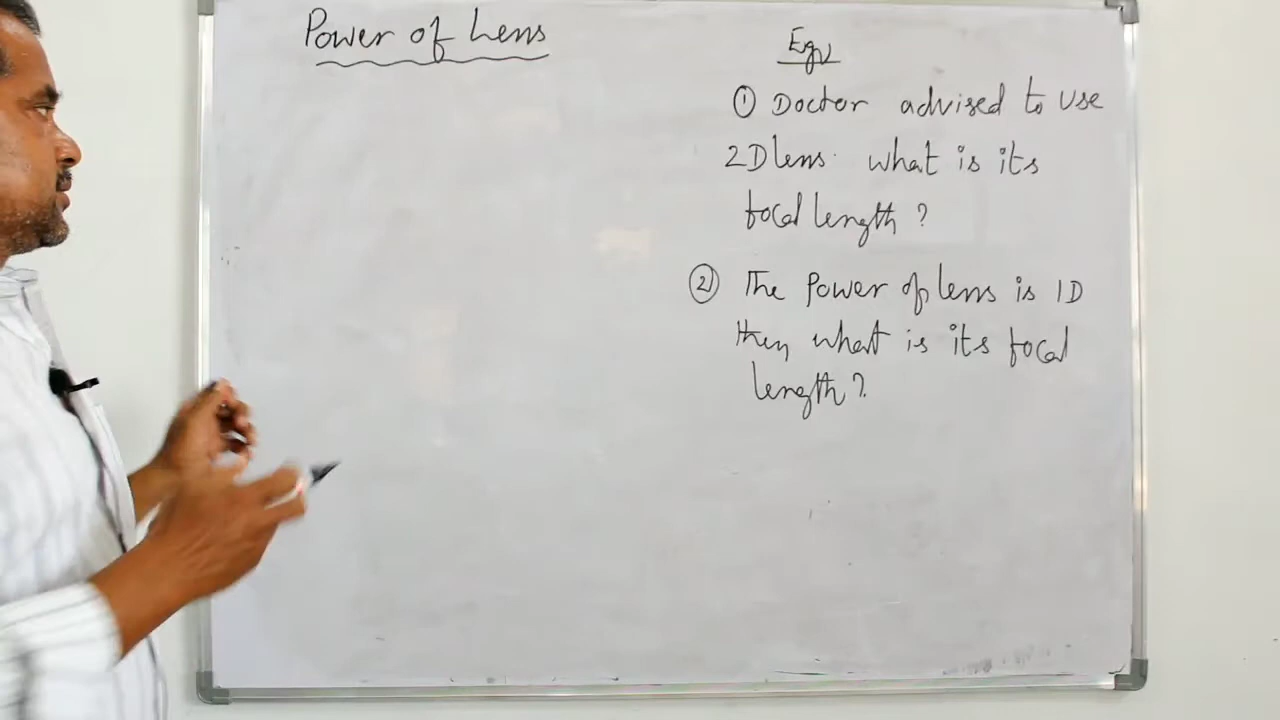 Power of Lens
Eg:
① Doctor advised to use
2D lens. what is its
focal length ?
② The Power of lens is 1D
then what is its focal
length ?